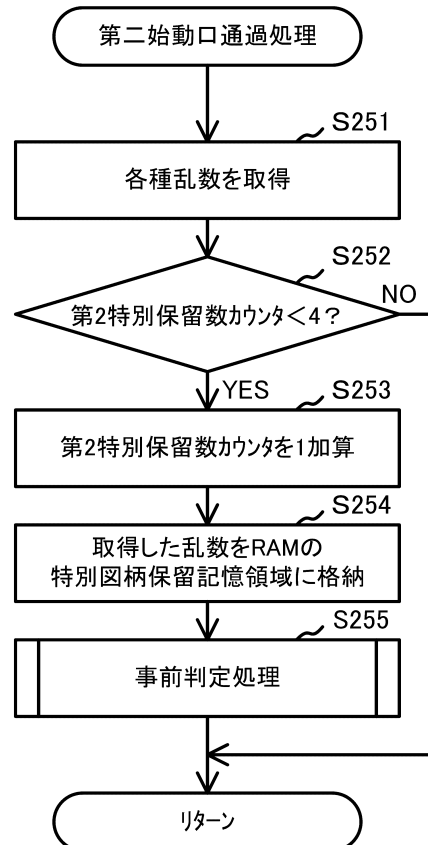 第二始動口通過処理
S251
各種乱数を取得
S252
第2特別保留数カウンタ<4?
NO
YES
S253
第2特別保留数カウンタを1加算
S254
取得した乱数をRAMの
特別図柄保留記憶領域に格納
S255
事前判定処理
リターン